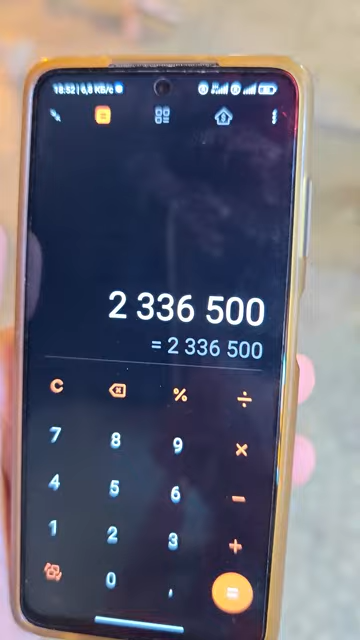 18:52 | 6,8 KB/c
2 336 500
= 2 336 500
C % ÷
7 8 9 ×
4 5 6 −
1 2 3 +
0 , =